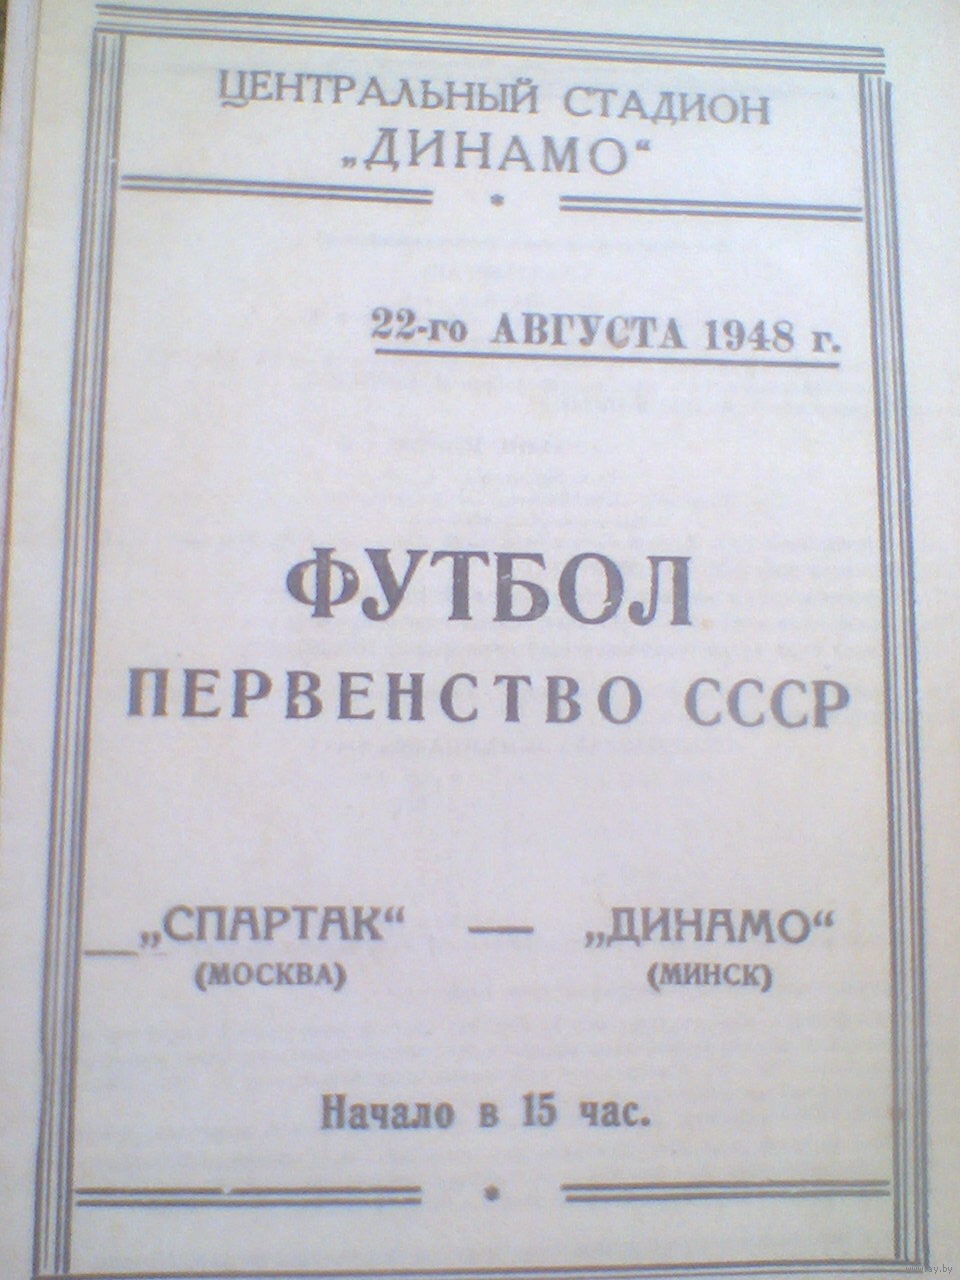 ЦЕНТРАЛЬНЫЙ СТАДИОН
„ДИНАМО“
22-го АВГУСТА 1948 г.
ФУТБОЛ
ПЕРВЕНСТВО СССР
„СПАРТАК“ — „ДИНАМО“
(МОСКВА) (МИНСК)
Начало в 15 час.